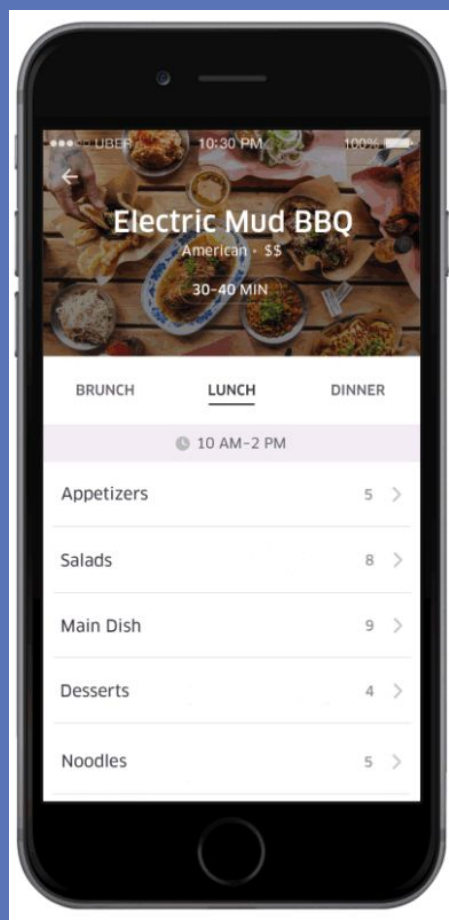 UBER 10:30 PM 100%
Electric Mud BBQ
American • $$
30-40 MIN
BRUNCH LUNCH DINNER
10 AM-2 PM
Appetizers 5
Salads 8
Main Dish 9
Desserts 4
Noodles 5